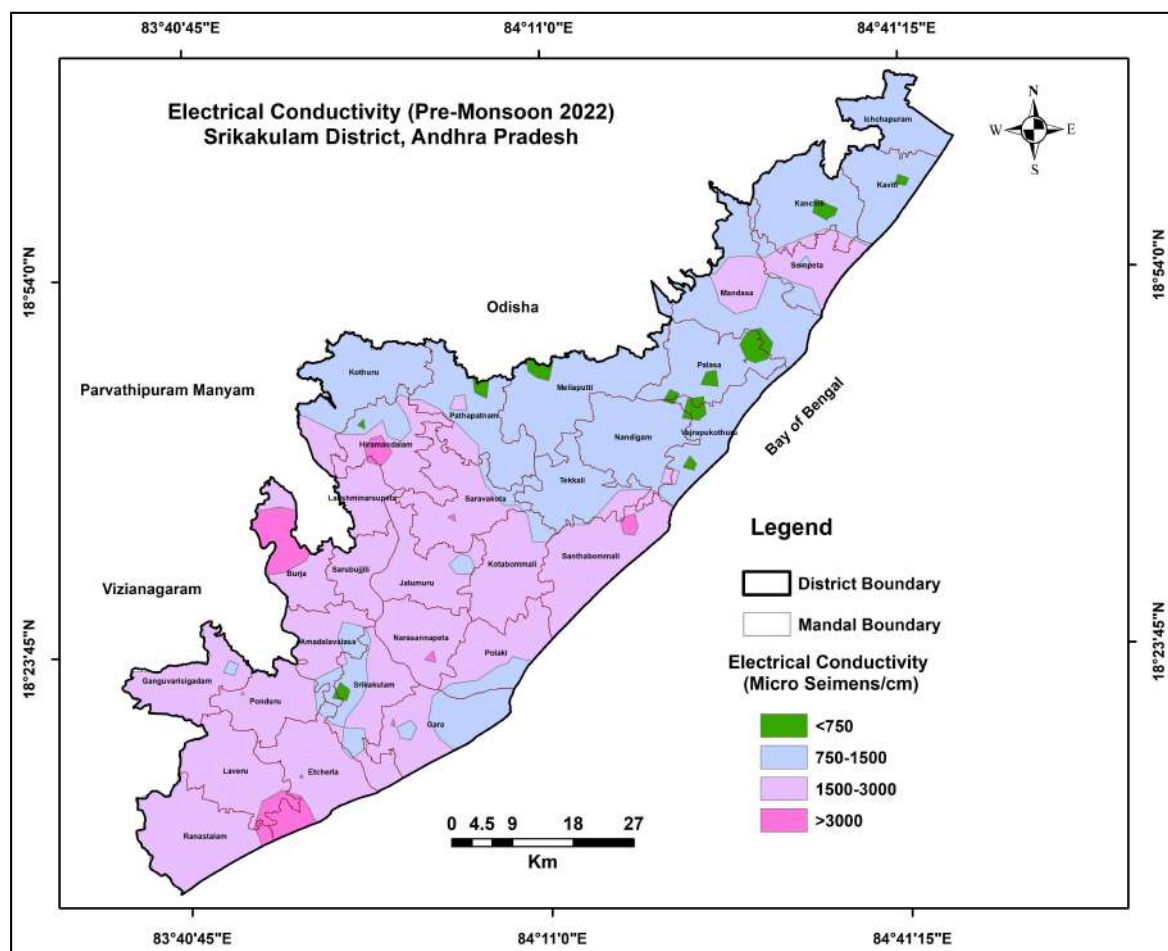 83°40'45"E
84°11'0"E
84°41'15"E
Electrical Conductivity (Pre-Monsoon 2022)
Srikakulam District, Andhra Pradesh
N
W
E
S
Ichchapuram
Kaviti
Kanchili
18°54'0"N
18°54'0"N
Sompeta
Mandasa
Odisha
Palasa
Kothuru
Meliaputti
Parvathipuram Manyam
Pathapatnam
Bay of Bengal
Nandigam
Vajrapukothuru
Hiramandalam
Tekkali
Lakshminarsupeta
Saravakota
Legend
Santhabommali
Kotabommali
Burja
Sarubujjili
Jalumuru
District Boundary
Vizianagaram
Mandal Boundary
18°23'45"N
18°23'45"N
Amadalavalasa
Narasannapeta
Polaki
Electrical Conductivity
(Micro Seimens/cm)
Ganguvarisigadam
Srikakulam
Ponduru
Gara
<750
750-1500
1500-3000
>3000
Laveru
Etcherla
Ranastalam
0 4.5 9 18 27
Km
83°40'45"E
84°11'0"E
84°41'15"E